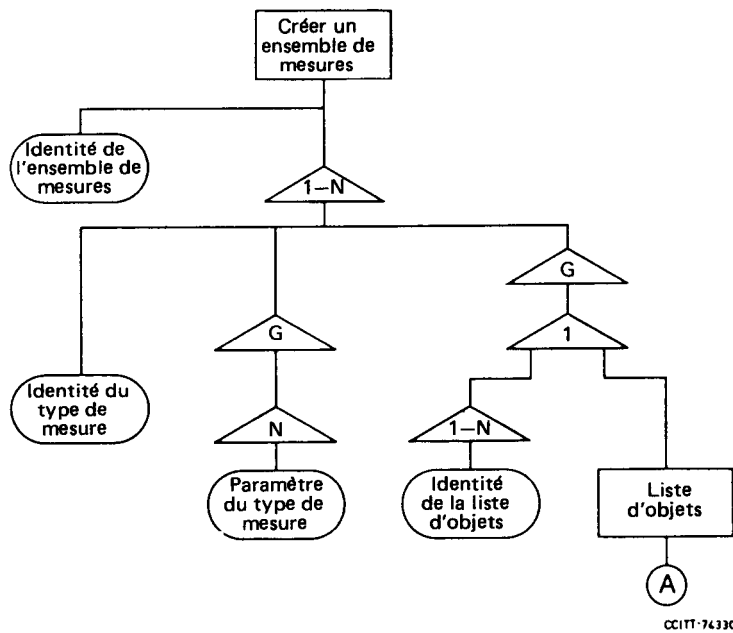 Créer un
ensemble de
mesures
Identité de
l'ensemble de
mesures
1–N
G
G
1
Identité du
type de
mesure
N
1–N
Paramètre
du type de
mesure
Identité
de la liste
d'objets
Liste
d'objets
A
CCITT-74330